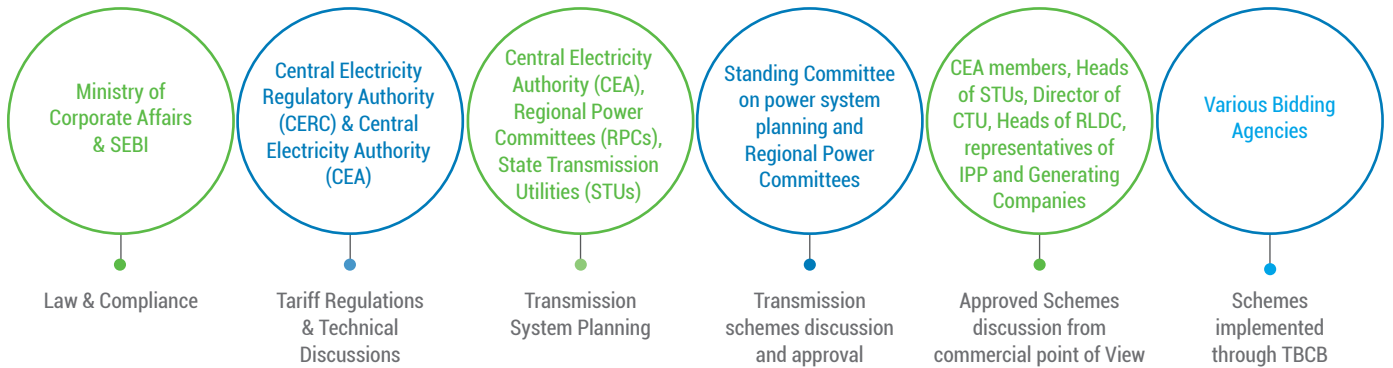 Ministry of
Corporate Affairs
& SEBI
Central Electricity
Regulatory Authority
(CERC) & Central
Electricity Authority
(CEA)
Central Electricity
Authority (CEA),
Regional Power
Committees (RPCs),
State Transmission
Utilities (STUs)
Standing Committee
on power system
planning and
Regional Power
Committees
CEA members, Heads
of STUs, Director of
CTU, Heads of RLDC,
representatives of
IPP and Generating
Companies
Various Bidding
Agencies
Law & Compliance
Tariff Regulations
& Technical
Discussions
Transmission
System Planning
Transmission
schemes discussion
and approval
Approved Schemes
discussion from
commercial point of View
Schemes
implemented
through TBCB